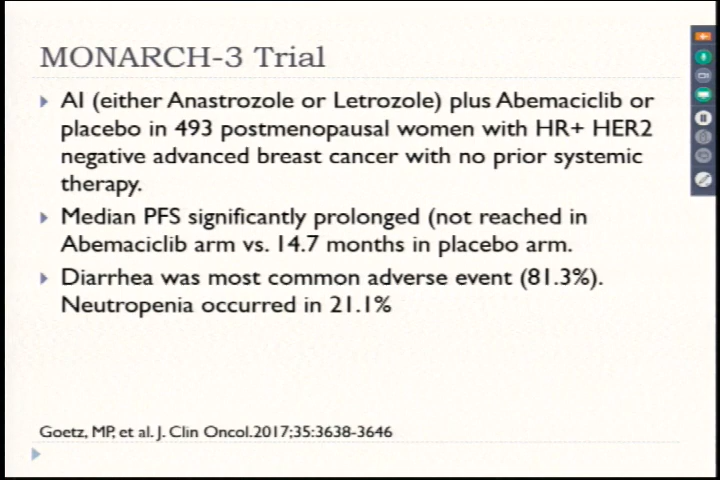 MONARCH-3 Trial
AI (either Anastrozole or Letrozole) plus Abemaciclib or
placebo in 493 postmenopausal women with HR+ HER2
negative advanced breast cancer with no prior systemic
therapy.
Median PFS significantly prolonged (not reached in
Abemaciclib arm vs. 14.7 months in placebo arm.
Diarrhea was most common adverse event (81.3%).
Neutropenia occurred in 21.1%
Goetz, MP, et al. J. Clin Oncol.2017;35:3638-3646